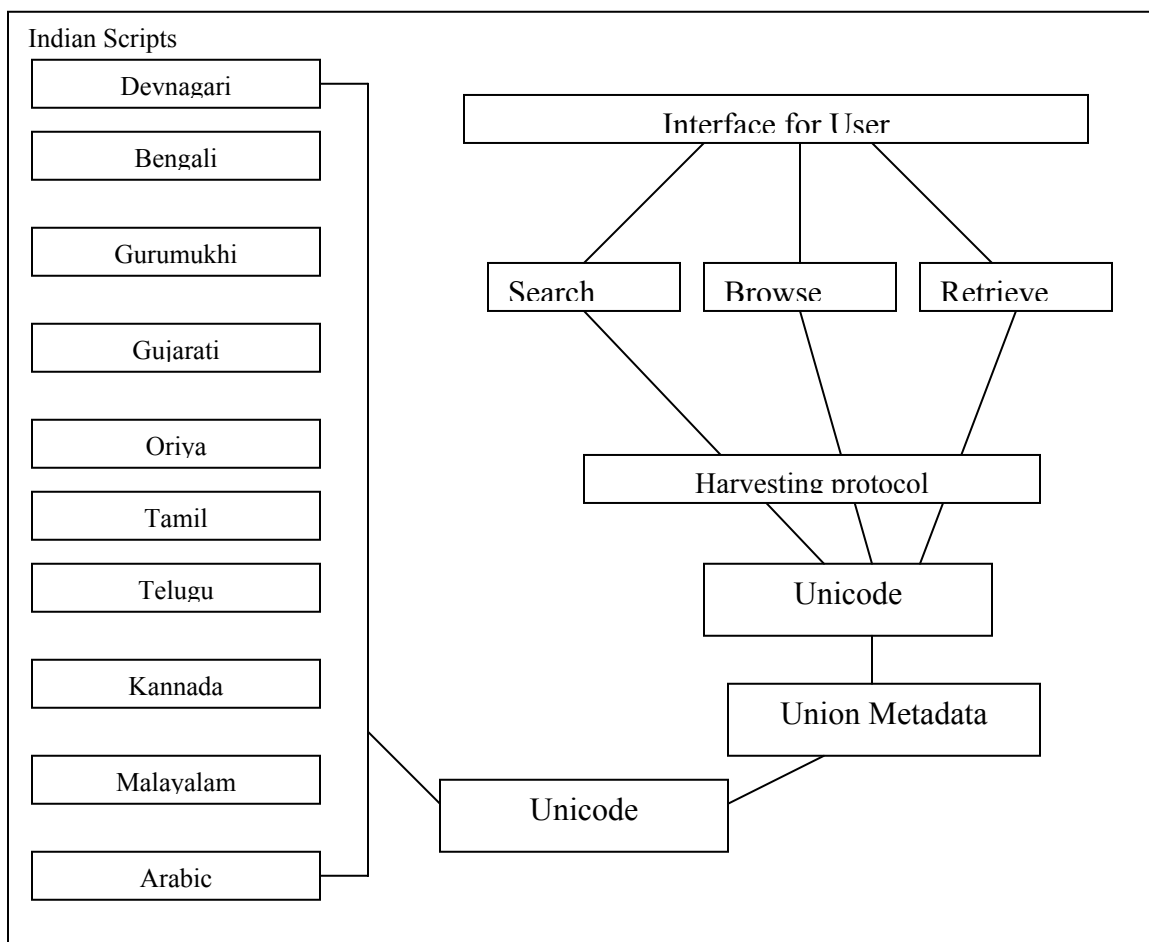 Indian Scripts
Devnagari
Bengali
Gurumukhi
Gujarati
Oriya
Tamil
Telugu
Kannada
Malayalam
Arabic
Interface for User
Search
Browse
Retrieve
Harvesting protocol
Unicode
Union Metadata
Unicode